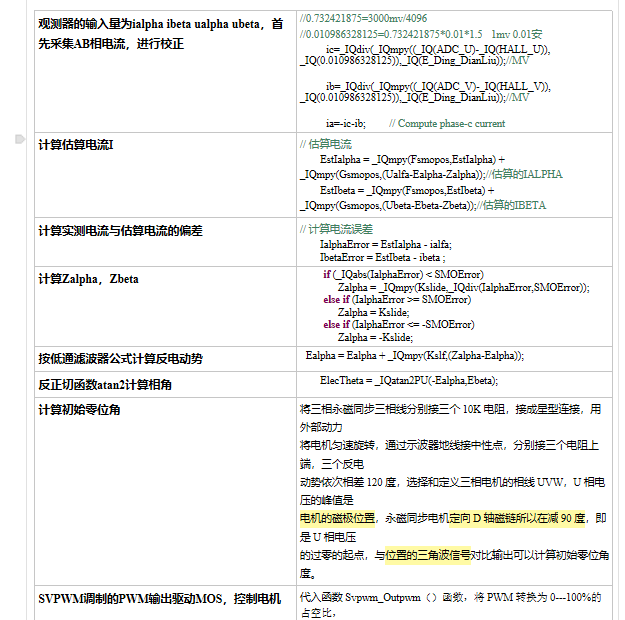 观测器的输入量为ialpha ibeta ualpha ubeta，首
先采集AB相电流，进行校正
//0.732421875=3000mv/4096
//0.010986328125=0.732421875*0.01*1.5 1mv 0.01安
ic=_IQdiv(_IQmpy((_IQ(ADC_U)-_IQ(HALL_U)),
_IQ(0.010986328125)),_IQ(E_Ding_DianLiu));//MV
ib=_IQdiv(_IQmpy((_IQ(ADC_V)-_IQ(HALL_V)),
_IQ(0.010986328125)),_IQ(E_Ding_DianLiu));//MV
ia=-ic-ib; // Compute phase-c current
计算估算电流I
// 估算电流
EstIalpha = _IQmpy(Fsmopos,EstIalpha) +
_IQmpy(Gsmopos,(Ualfa-Ealpha-Zalpha));//估算的IALPHA
EstIbeta = _IQmpy(Fsmopos,EstIbeta) +
_IQmpy(Gsmopos,(Ubeta-Ebeta-Zbeta));//估算的IBETA
计算实测电流与估算电流的偏差
// 计算电流误差
IalphaError = EstIalpha - ialfa;
IbetaError = EstIbeta - ibeta ;
计算Zalpha，Zbeta
if (_IQabs(IalphaError) < SMOError)
Zalpha = _IQmpy(Kslide,_IQdiv(IalphaError,SMOError));
else if (IalphaError >= SMOError)
Zalpha = Kslide;
else if (IalphaError <= -SMOError)
Zalpha = -Kslide;
按低通滤波器公式计算反电动势
Ealpha = Ealpha + _IQmpy(Kslf,(Zalpha-Ealpha));
反正切函数atan2计算相角
ElecTheta = _IQatan2PU(-Ealpha,Ebeta);
计算初始零位角
将三相永磁同步三相线分别接三个 10K 电阻，接成星型连接，用
外部动力
将电机匀速旋转，通过示波器地线接中性点，分别接三个电阻上
端，三个反电
动势依次相差 120 度，选择和定义三相电机的相线 UVW，U 相电
压的峰值是
电机的磁极位置，永磁同步电机定向 D 轴磁链所以在减 90 度，即
是 U 相电压
的过零的起点，与位置的三角波信号对比输出可以计算初始零位角
度。
SVPWM调制的PWM输出驱动MOS，控制电机
代入函数 Svpwm_Outpwm（）函数，将 PWM 转换为 0---100%的
占空比，